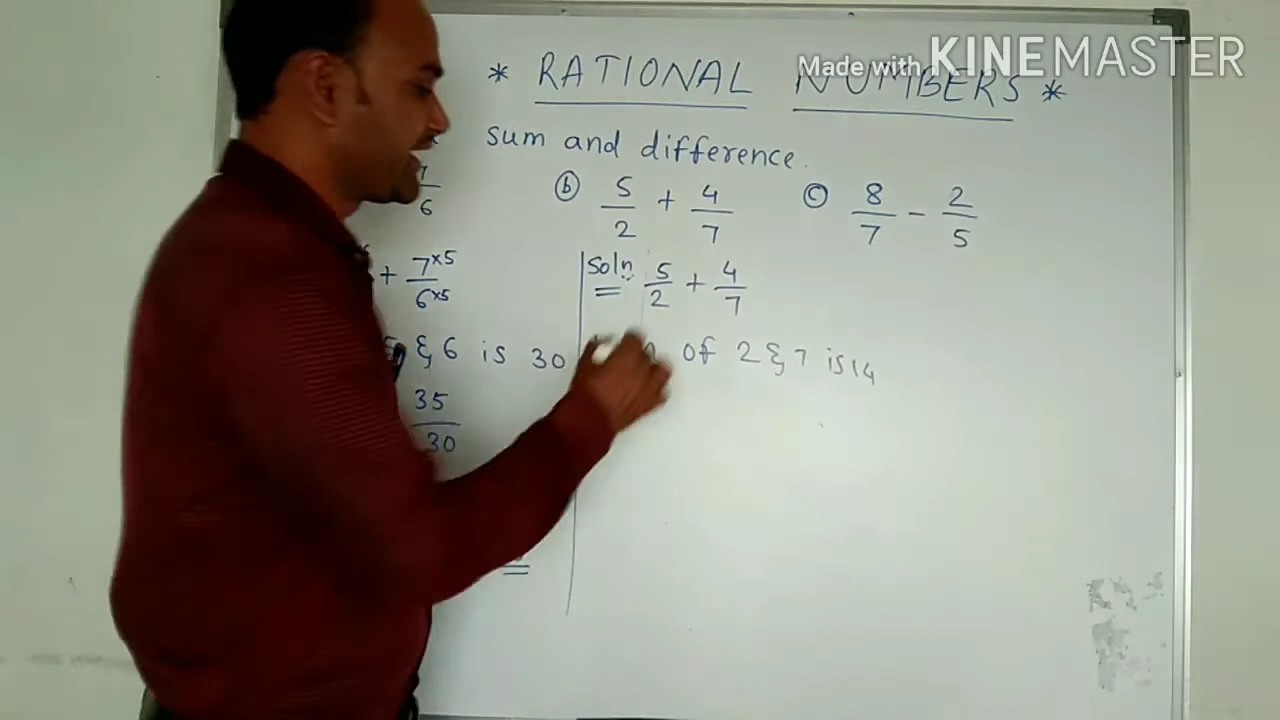 * RATIONAL NUMBERS *
Made with KINEMASTER
sum and difference.
7/6
ⓑ 5/2 + 4/7
ⓒ 8/7 - 2/5
+ 7×5/6×5
& 6 is 30
35/30
Soln: 5/2 + 4/7
of 2 & 7 is 14